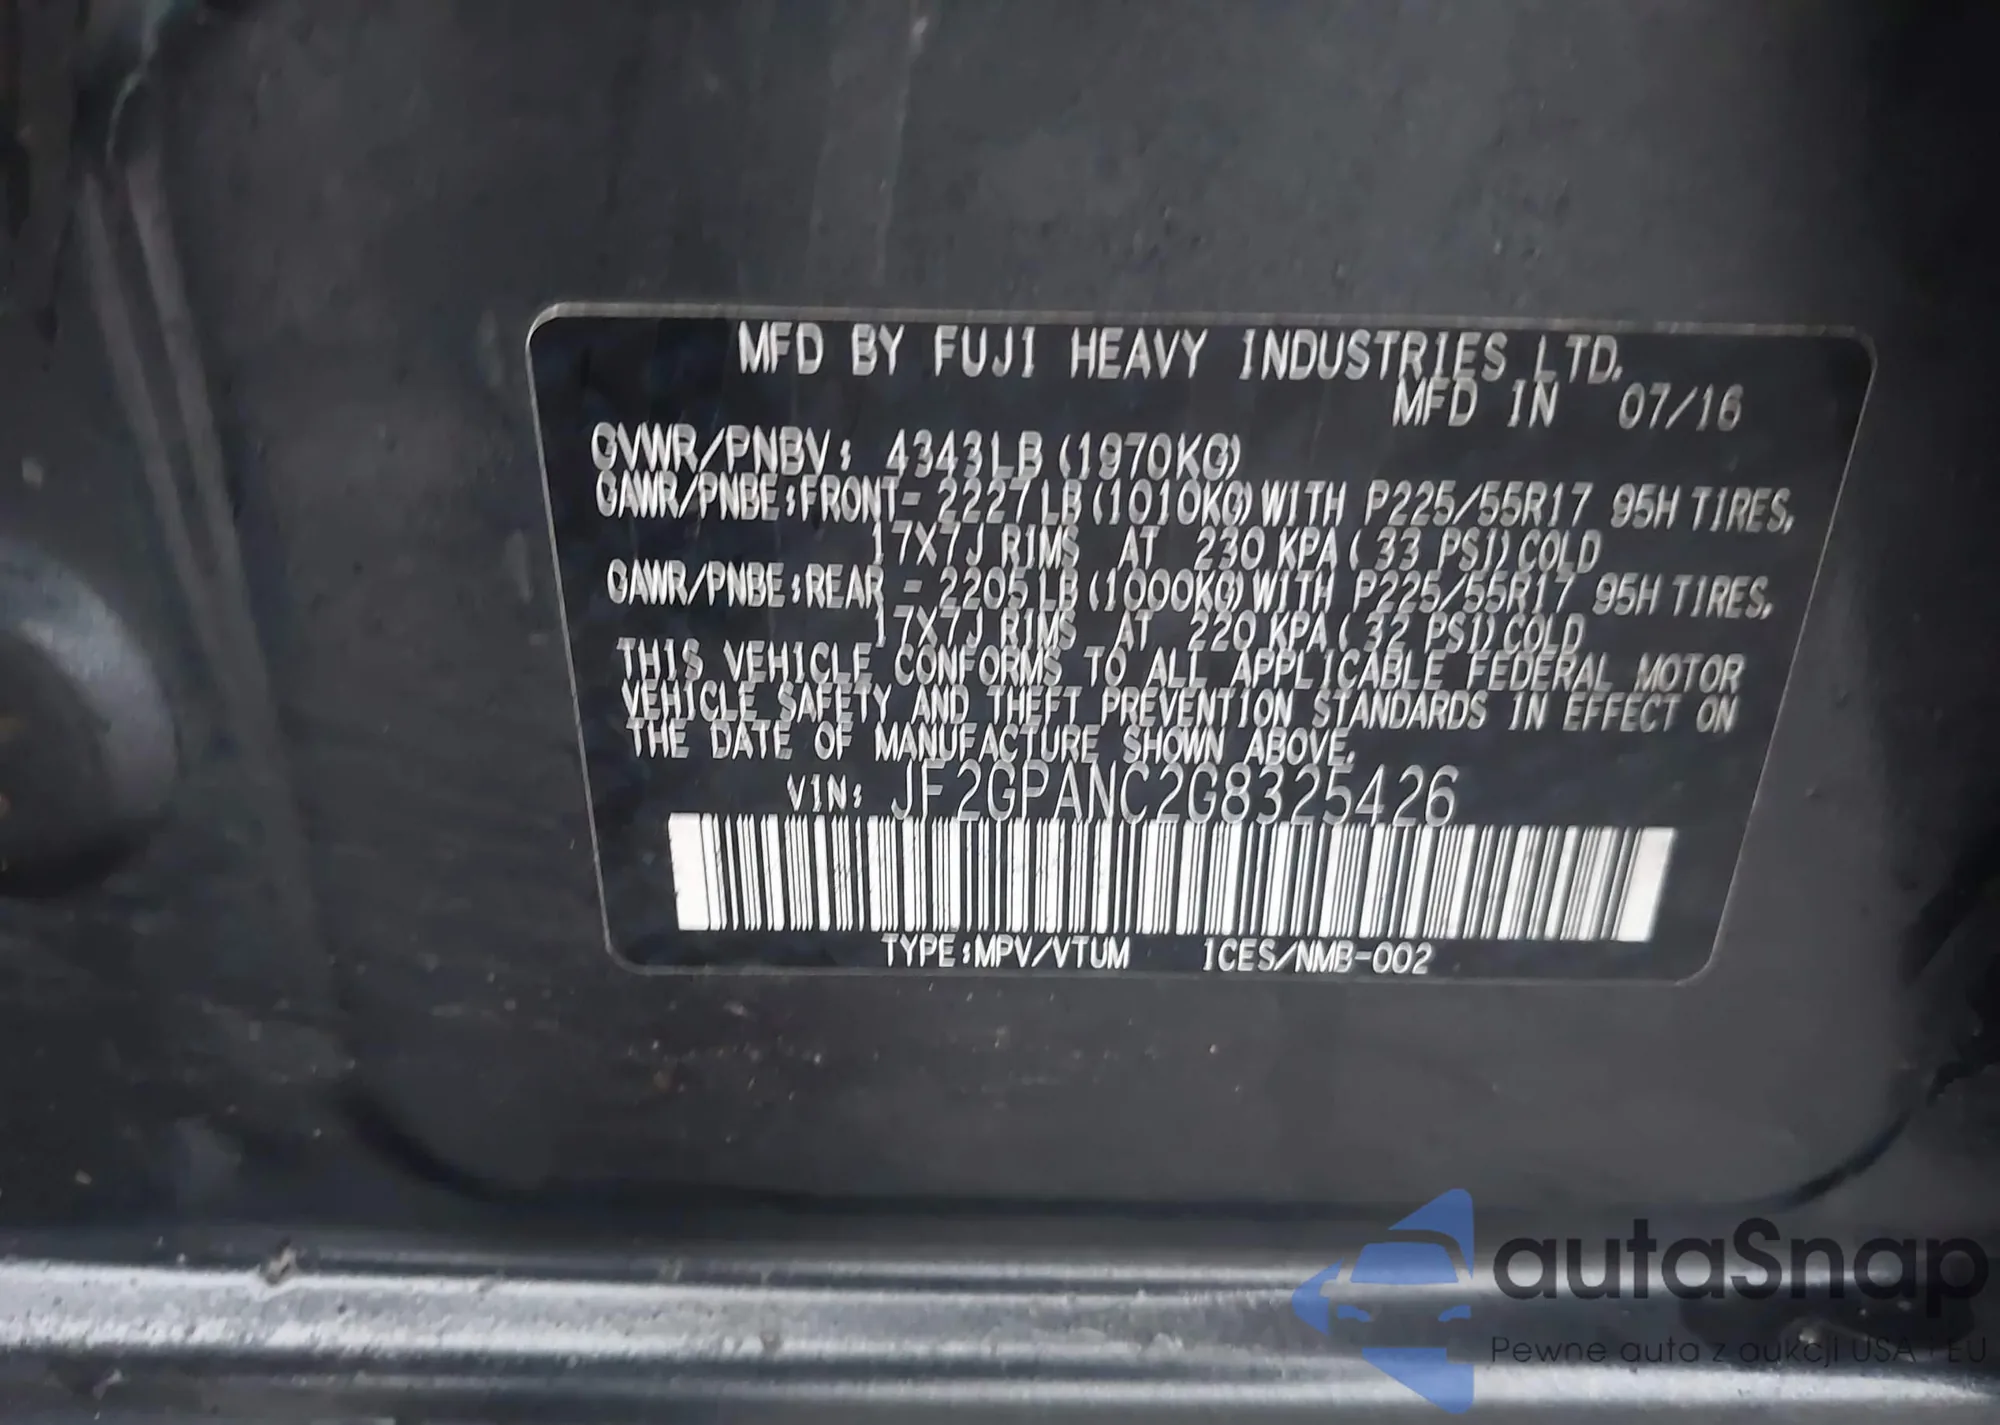 MFD BY FUJI HEAVY INDUSTRIES LTD.
MFD IN 07/16
GVWR/PNBV: 4343LB (1970KG)
GAWR/PNBE:FRONT- 2227LB (1010KG) WITH P225/55R17 95H TIRES,
17X7J RIMS AT 230 KPA ( 33 PSI) COLD
GAWR/PNBE:REAR - 2205LB (1000KG) WITH P225/55R17 95H TIRES,
17X7J RIMS AT 220 KPA ( 32 PSI) COLD
THIS VEHICLE CONFORMS TO ALL APPLICABLE FEDERAL MOTOR
VEHICLE SAFETY AND THEFT PREVENTION STANDARDS IN EFFECT ON
THE DATE OF MANUFACTURE SHOWN ABOVE.
VIN: JF2GPANC2G8325426
TYPE:MPV/VTUM ICES/NMB-002
autaSnap
Pewne auta z aukcji USA i EU